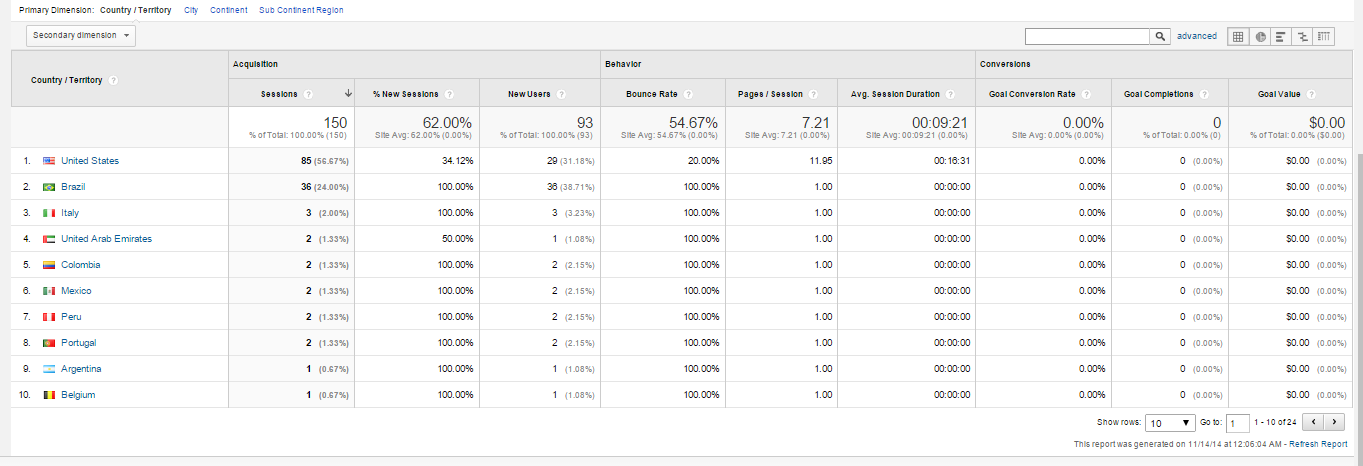 Primary Dimension: Country / Territory City Continent Sub Continent Region
Secondary dimension advanced
Country / Territory Acquisition Behavior Conversions
Sessions % New Sessions New Users Bounce Rate Pages / Session Avg. Session Duration Goal Conversion Rate Goal Completions Goal Value
150 62.00% 93 54.67% 7.21 00:09:21 0.00% 0 $0.00
% of Total: 100.00% (150) Site Avg: 62.00% (0.00%) % of Total: 100.00% (93) Site Avg: 54.67% (0.00%) Site Avg: 7.21 (0.00%) Site Avg: 00:09:21 (0.00%) Site Avg: 0.00% (0.00%) % of Total: 0.00% (0) % of Total: 0.00% ($0.00)
1. United States 85 (56.67%) 34.12% 29 (31.18%) 20.00% 11.95 00:16:31 0.00% 0 (0.00%) $0.00 (0.00%)
2. Brazil 36 (24.00%) 100.00% 36 (38.71%) 100.00% 1.00 00:00:00 0.00% 0 (0.00%) $0.00 (0.00%)
3. Italy 3 (2.00%) 100.00% 3 (3.23%) 100.00% 1.00 00:00:00 0.00% 0 (0.00%) $0.00 (0.00%)
4. United Arab Emirates 2 (1.33%) 50.00% 1 (1.08%) 100.00% 1.00 00:00:00 0.00% 0 (0.00%) $0.00 (0.00%)
5. Colombia 2 (1.33%) 100.00% 2 (2.15%) 100.00% 1.00 00:00:00 0.00% 0 (0.00%) $0.00 (0.00%)
6. Mexico 2 (1.33%) 100.00% 2 (2.15%) 100.00% 1.00 00:00:00 0.00% 0 (0.00%) $0.00 (0.00%)
7. Peru 2 (1.33%) 100.00% 2 (2.15%) 100.00% 1.00 00:00:00 0.00% 0 (0.00%) $0.00 (0.00%)
8. Portugal 2 (1.33%) 100.00% 2 (2.15%) 100.00% 1.00 00:00:00 0.00% 0 (0.00%) $0.00 (0.00%)
9. Argentina 1 (0.67%) 100.00% 1 (1.08%) 100.00% 1.00 00:00:00 0.00% 0 (0.00%) $0.00 (0.00%)
10. Belgium 1 (0.67%) 100.00% 1 (1.08%) 100.00% 1.00 00:00:00 0.00% 0 (0.00%) $0.00 (0.00%)
Show rows: 10 Go to: 1 1 - 10 of 24
This report was generated on 11/14/14 at 12:06:04 AM - Refresh Report